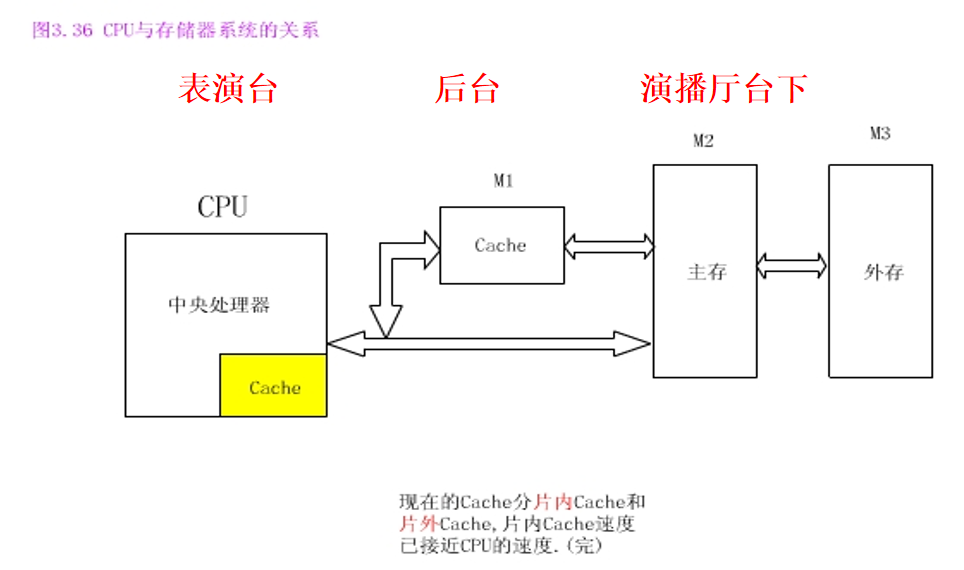 图3.36 CPU与存储器系统的关系
表演台 后台 演播厅台下
M2 M3
M1
CPU
Cache
主存 外存
中央处理器
Cache
现在的Cache分片内Cache和
片外Cache,片内Cache速度
已接近CPU的速度.(完)